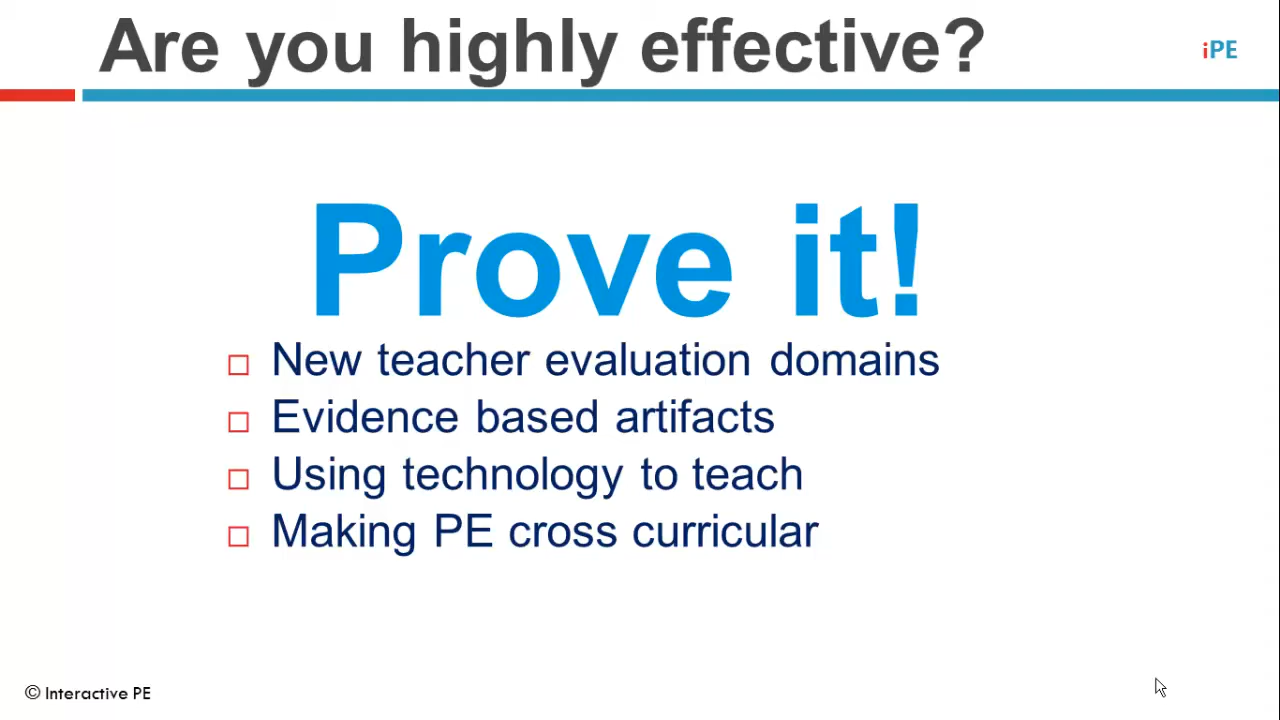 Are you highly effective?
iPE
Prove it!
New teacher evaluation domains
Evidence based artifacts
Using technology to teach
Making PE cross curricular
© Interactive PE